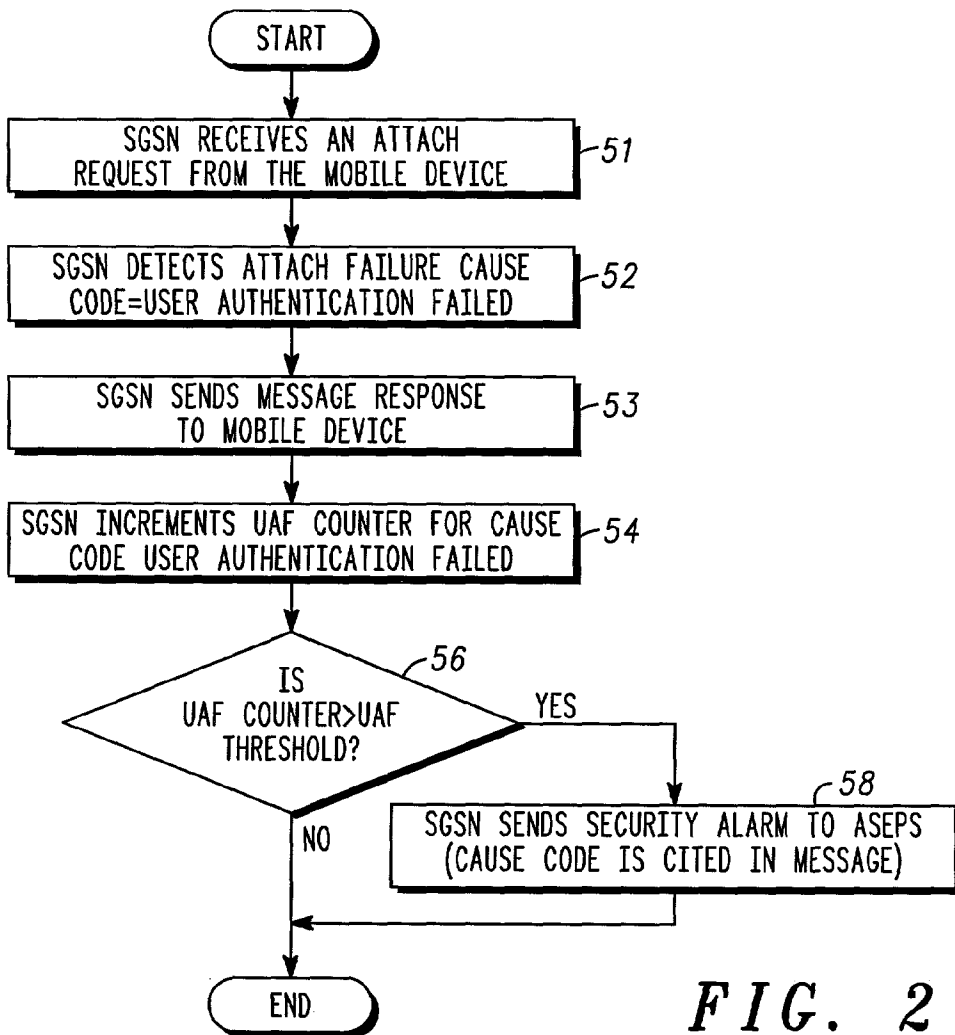 START
SGSN RECEIVES AN ATTACH
REQUEST FROM THE MOBILE DEVICE
51
SGSN DETECTS ATTACH FAILURE CAUSE
CODE=USER AUTHENTICATION FAILED
52
SGSN SENDS MESSAGE RESPONSE
TO MOBILE DEVICE
53
SGSN INCREMENTS UAF COUNTER FOR CAUSE
CODE USER AUTHENTICATION FAILED
54
IS
UAF COUNTER>UAF
THRESHOLD?
56
YES
NO
58
SGSN SENDS SECURITY ALARM TO ASEPS
(CAUSE CODE IS CITED IN MESSAGE)
END
FIG. 2